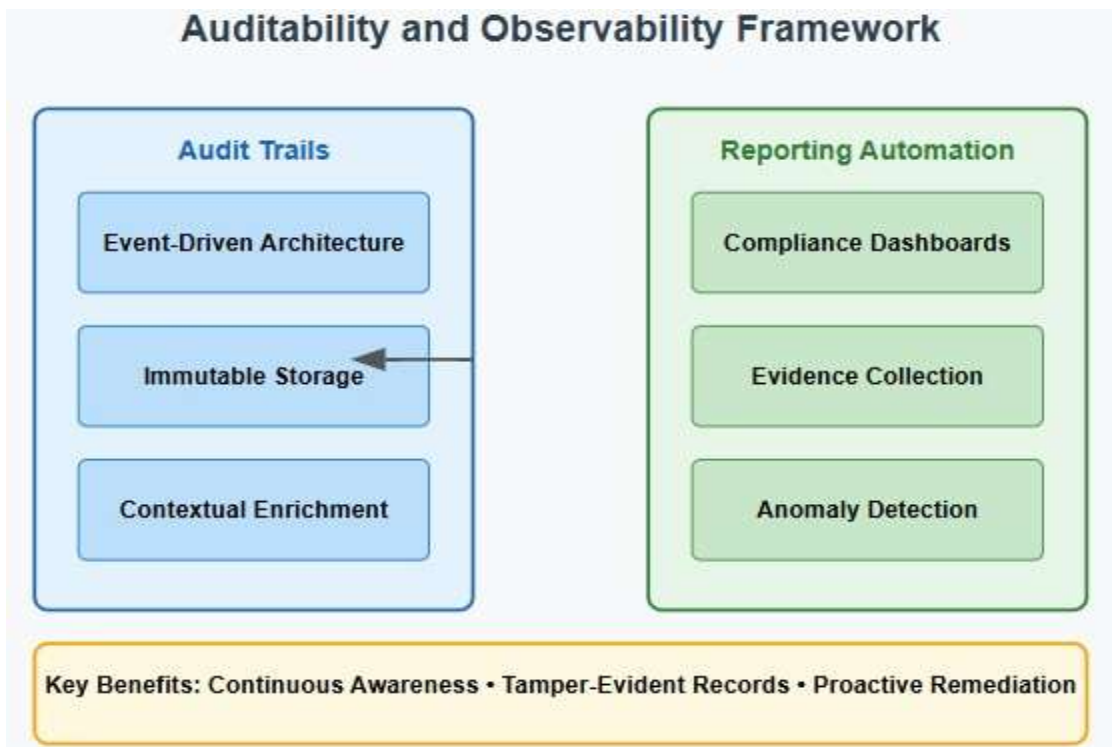 Auditability and Observability Framework
Audit Trails
Event-Driven Architecture
Immutable Storage
Contextual Enrichment
Reporting Automation
Compliance Dashboards
Evidence Collection
Anomaly Detection
Key Benefits: Continuous Awareness • Tamper-Evident Records • Proactive Remediation